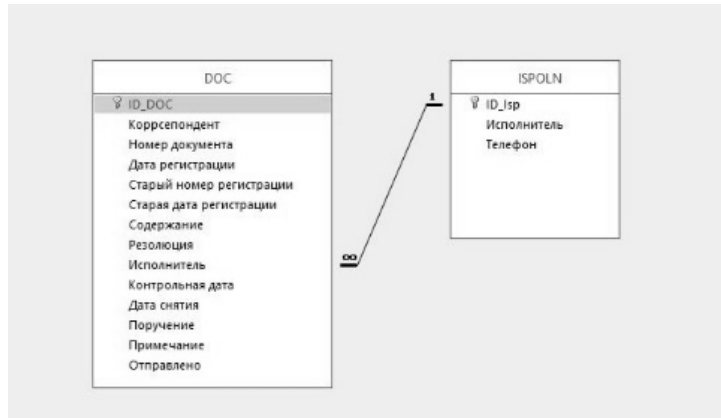 DOC
ID_DOC
Коррсепондент
Номер документа
Дата регистрации
Старый номер регистрации
Старая дата регистрации
Содержание
Резолюция
Исполнитель
Контрольная дата
Дата снятия
Поручение
Примечание
Отправлено
∞
1
ISPOLN
ID_Isp
Исполнитель
Телефон